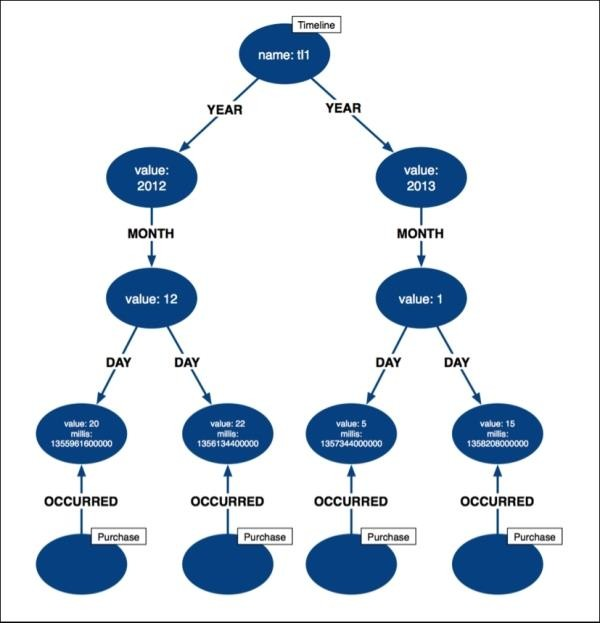 Timeline
name: tl1
YEAR
YEAR
value:
2012
value:
2013
MONTH
MONTH
value: 12
value: 1
DAY
DAY
DAY
DAY
value: 20
millis:
1355961600000
value: 22
millis:
1356134400000
value: 5
millis:
1357344000000
value: 15
millis:
1358208000000
OCCURRED
OCCURRED
OCCURRED
OCCURRED
Purchase
Purchase
Purchase
Purchase